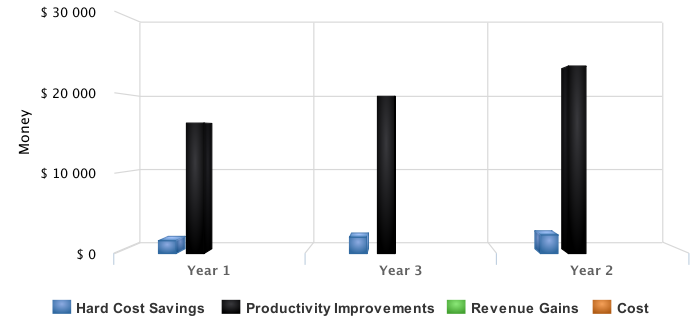 $ 30 000
$ 20 000
$ 10 000
$ 0
Money
Year 1 Year 3 Year 2
Hard Cost Savings Productivity Improvements Revenue Gains Cost